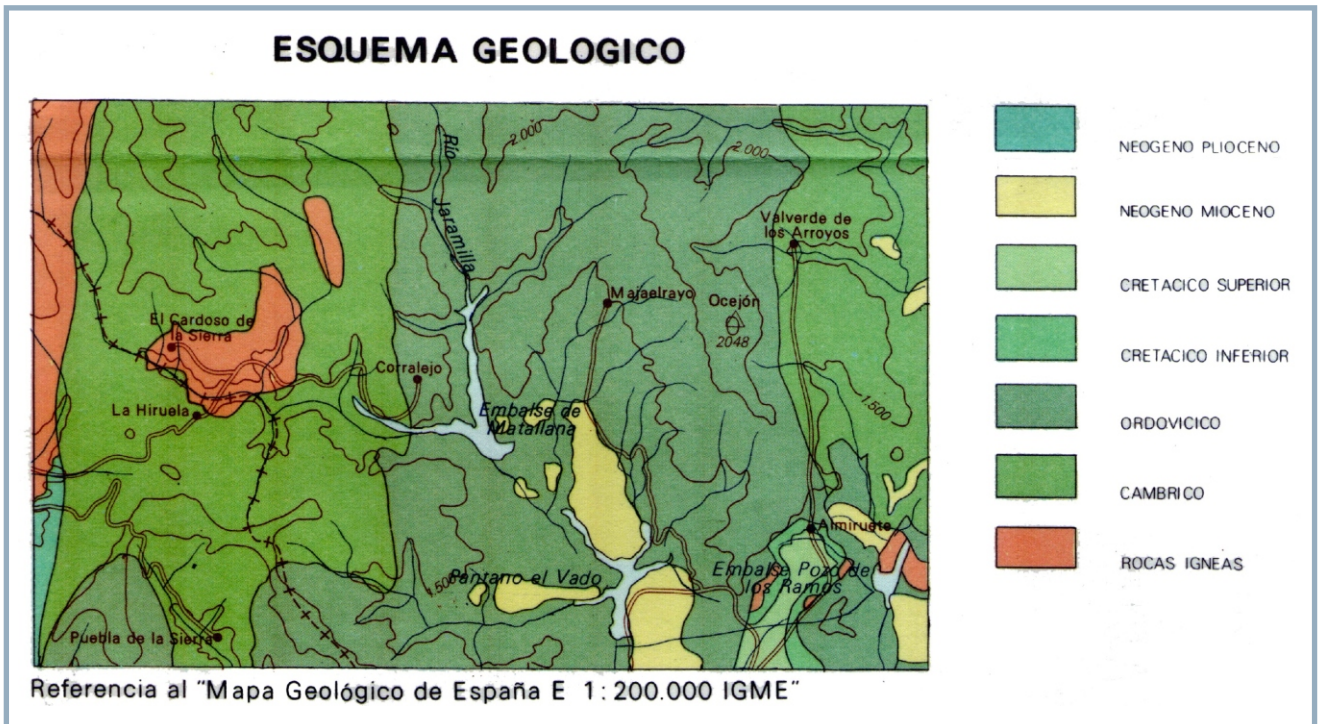 ESQUEMA GEOLOGICO
Río
Jaramilla
2.000
2.000
Valverde de
los Arroyos
Majaelrayo
Ocejón
2048
El Cardoso de
la Sierra
Corralejo
La Hiruela
Embalse de
Matallana
1.500
Almiruete
Pantano el Vado
1.500
Embalse Pozo del
los Ramos
Puebla de la Sierra
NEOGENO PLIOCENO
NEOGENO MIOCENO
CRETACICO SUPERIOR
CRETACICO INFERIOR
ORDOVICICO
CAMBRICO
ROCAS IGNEAS
Referencia al "Mapa Geológico de España E 1:200.000 IGME"